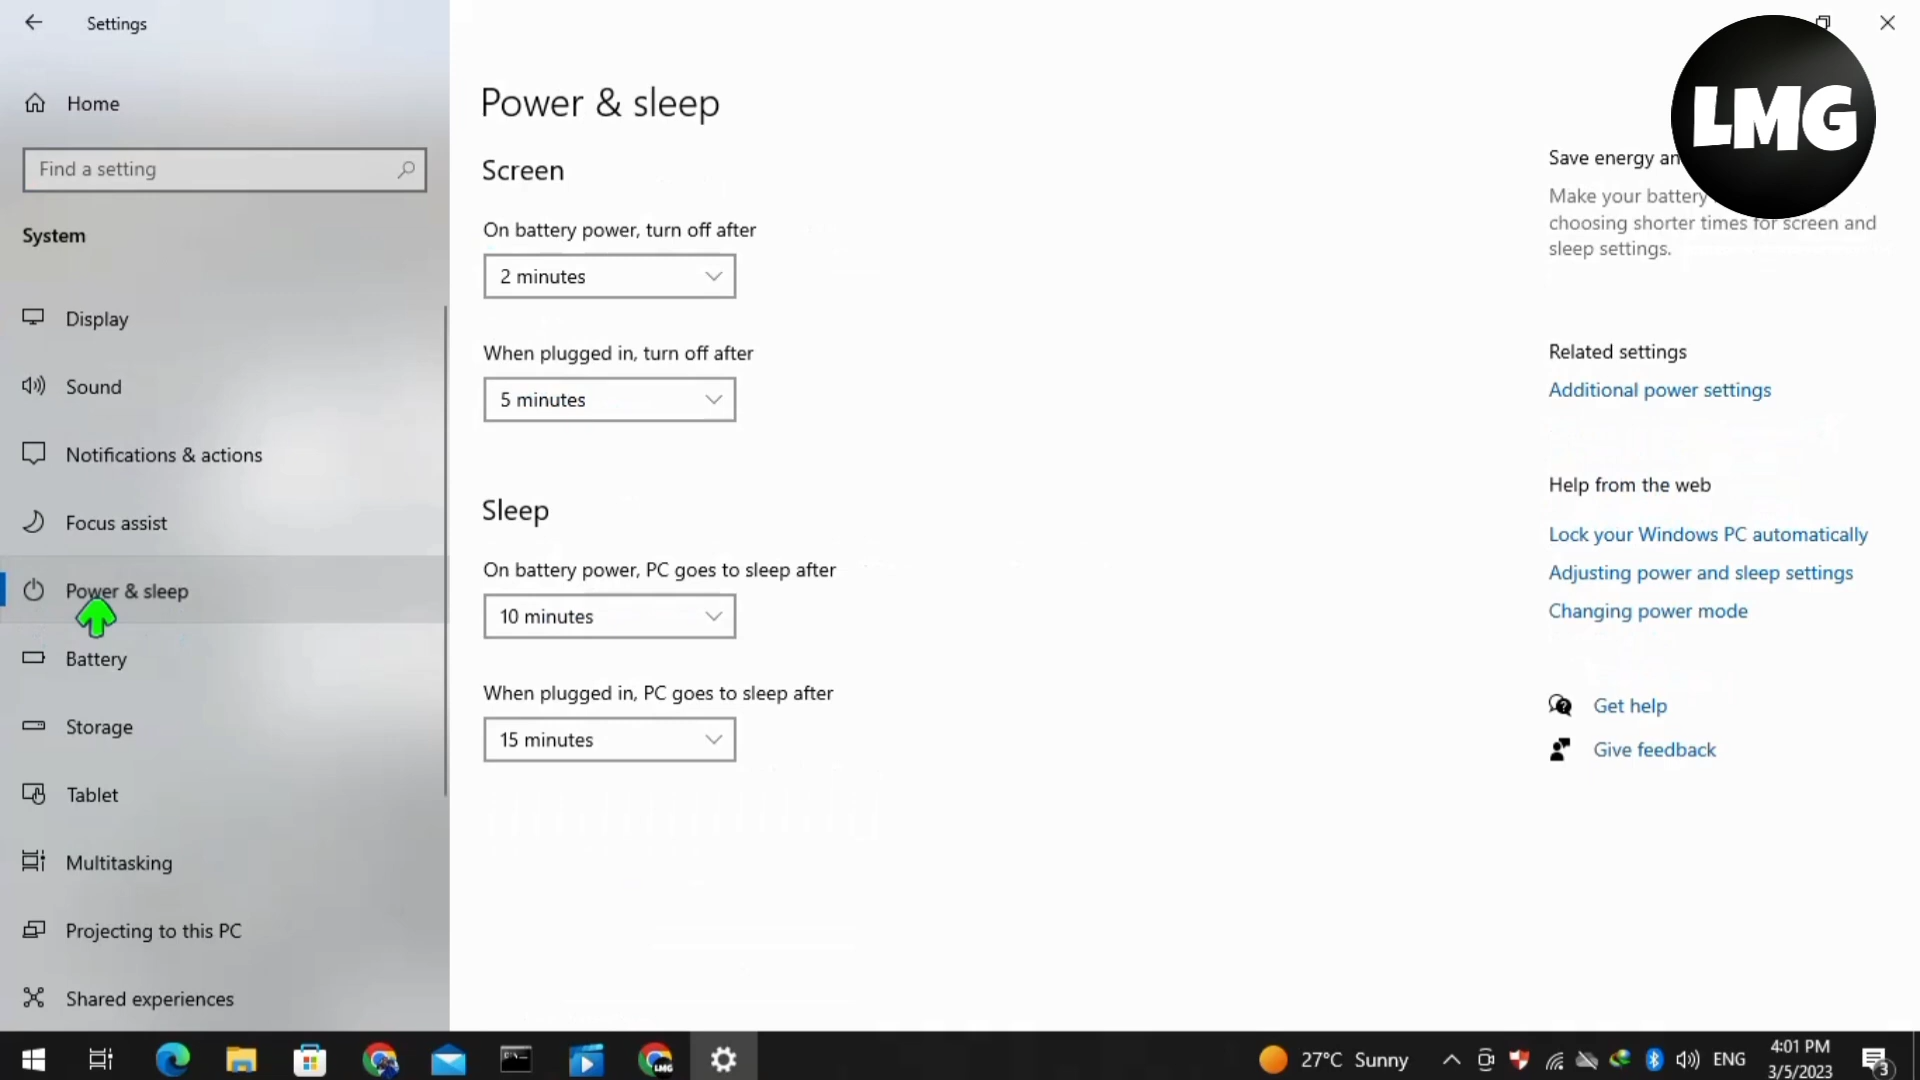 Settings
Home
Find a setting
System
Display
Sound
Notifications & actions
Focus assist
Power & sleep
Battery
Storage
Tablet
Multitasking
Projecting to this PC
Shared experiences
Power & sleep
Screen
On battery power, turn off after
2 minutes
When plugged in, turn off after
5 minutes
Sleep
On battery power, PC goes to sleep after
10 minutes
When plugged in, PC goes to sleep after
15 minutes
LMG
Save energy
Make your battery
choosing shorter times for screen and
sleep settings.
Related settings
Additional power settings
Help from the web
Lock your Windows PC automatically
Adjusting power and sleep settings
Changing power mode
Get help
Give feedback
LMG
27°C Sunny
ENG
4:01 PM
3/5/2023
3